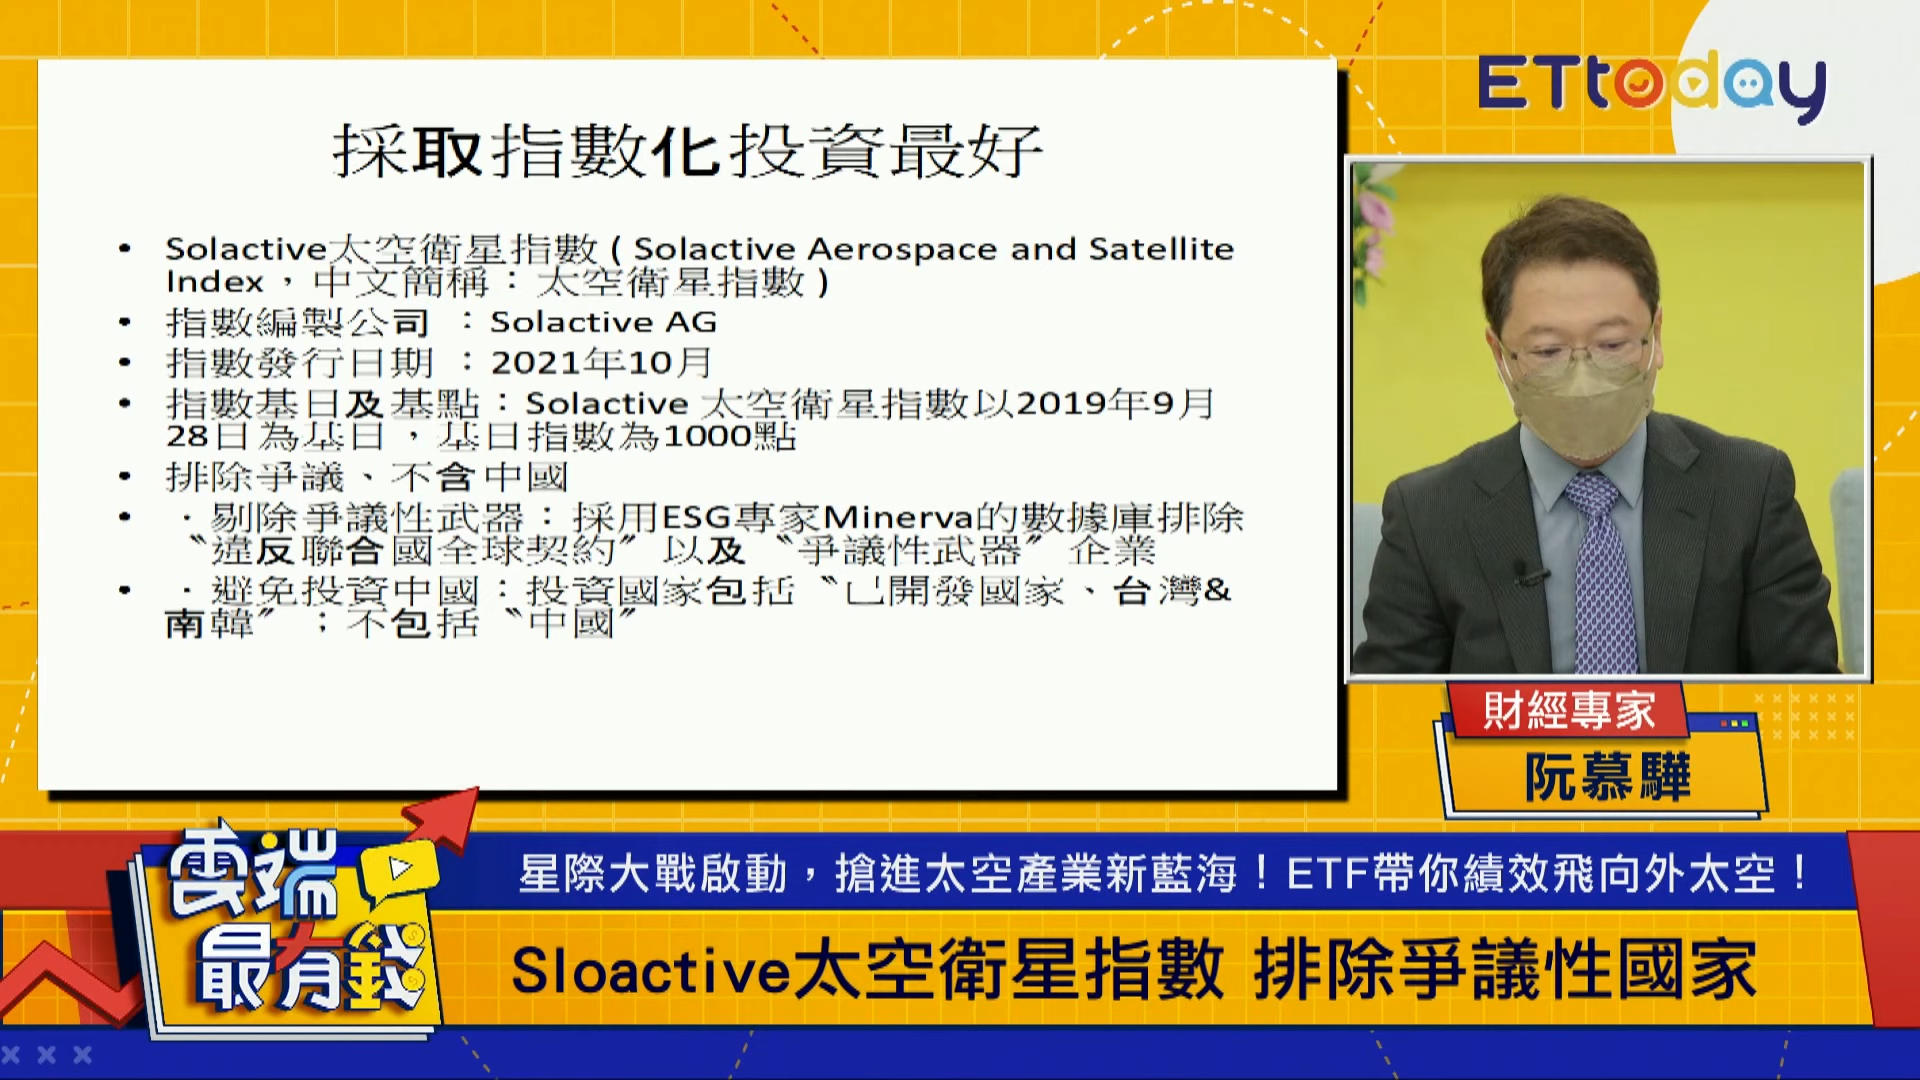 ETtoday
採取指數化投資最好
• Solactive太空衛星指數 ( Solactive Aerospace and Satellite
Index，中文簡稱：太空衛星指數 )
• 指數編製公司 ：Solactive AG
• 指數發行日期 ：2021年10月
• 指數基日及基點：Solactive 太空衛星指數以2019年9月
28日為基日，基日指數為1000點
• 排除爭議、不含中國
• ．剔除爭議性武器：採用ESG專家Minerva的數據庫排除
〝違反聯合國全球契約〞以及〝爭議性武器〞企業
• ．避免投資中國：投資國家包括〝已開發國家、台灣&
南韓〞；不包括〝中國〞
財經專家
阮慕驊
雲端
最有錢
星際大戰啟動，搶進太空產業新藍海！ETF帶你績效飛向外太空！
Sloactive太空衛星指數 排除爭議性國家